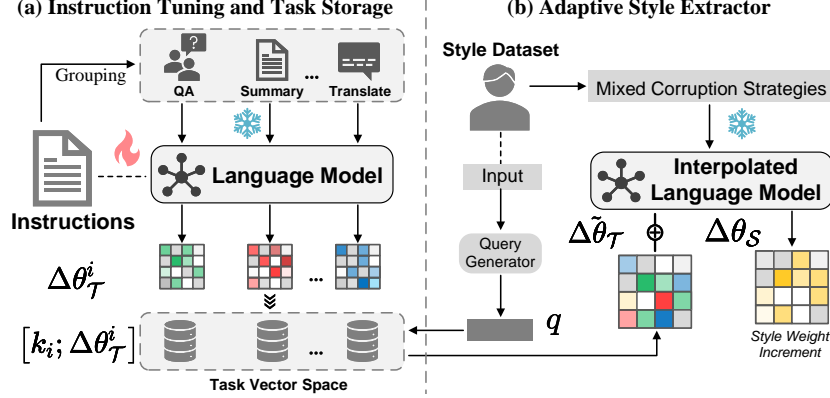 (a) Instruction Tuning and Task Storage
Grouping
QA
Summary
...
Translate
Instructions
Language Model
Δθ^i_𝒯
...
[k_i; Δθ^i_𝒯]
...
Task Vector Space
(b) Adaptive Style Extractor
Style Dataset
Mixed Corruption Strategies
Input
Interpolated
Language Model
Query
Generator
Δθ̃_𝒯
Δθ_𝒮
q
Style Weight
Increment